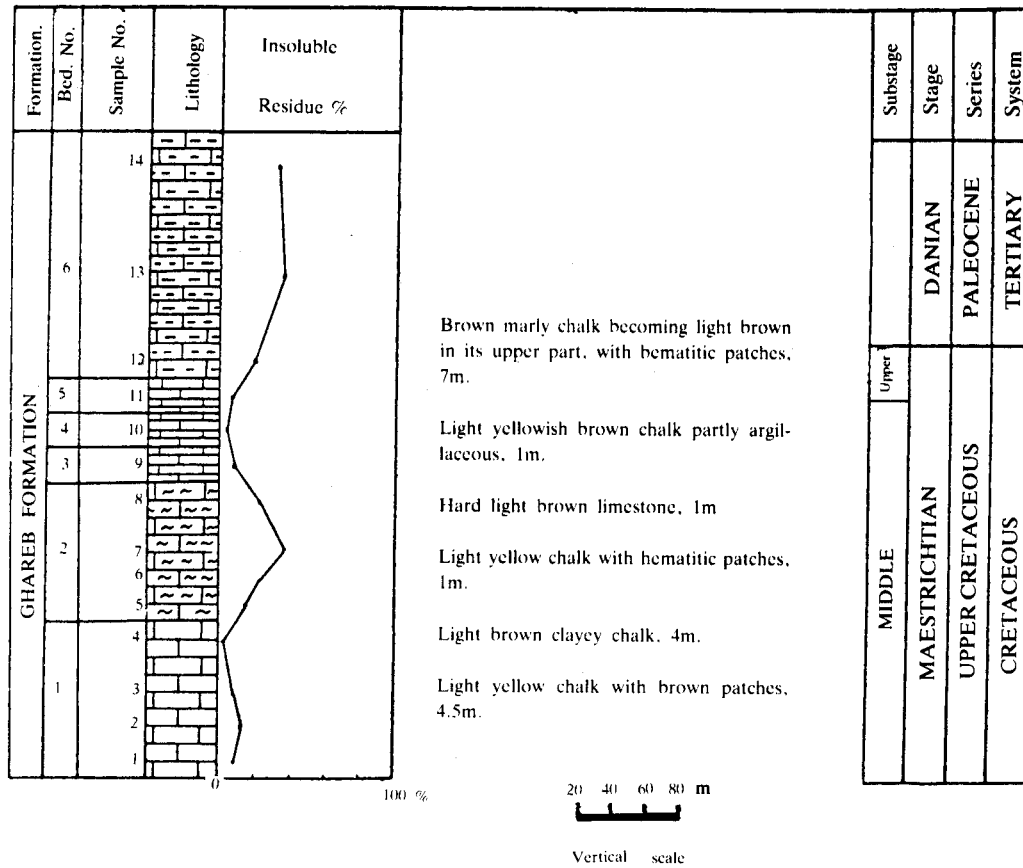 Formation.
Bed. No.
Sample No.
Lithology
Insoluble
Residue %
Substage
Stage
Series
System
GHAREB FORMATION
6
5
4
3
2
1
14
13
12
11
10
9
8
7
6
5
4
3
2
1
0
100 %
Brown marly chalk becoming light brown
in its upper part, with bematitic patches,
7m.
Light yellowish brown chalk partly argil-
laceous, 1m.
Hard light brown limestone, 1m
Light yellow chalk with hematitic patches,
1m.
Light brown clayey chalk, 4m.
Light yellow chalk with brown patches,
4.5m.
Upper
MIDDLE
DANIAN
MAESTRICHTIAN
PALEOCENE
UPPER CRETACEOUS
TERTIARY
CRETACEOUS
20 40 60 80 m
Vertical scale